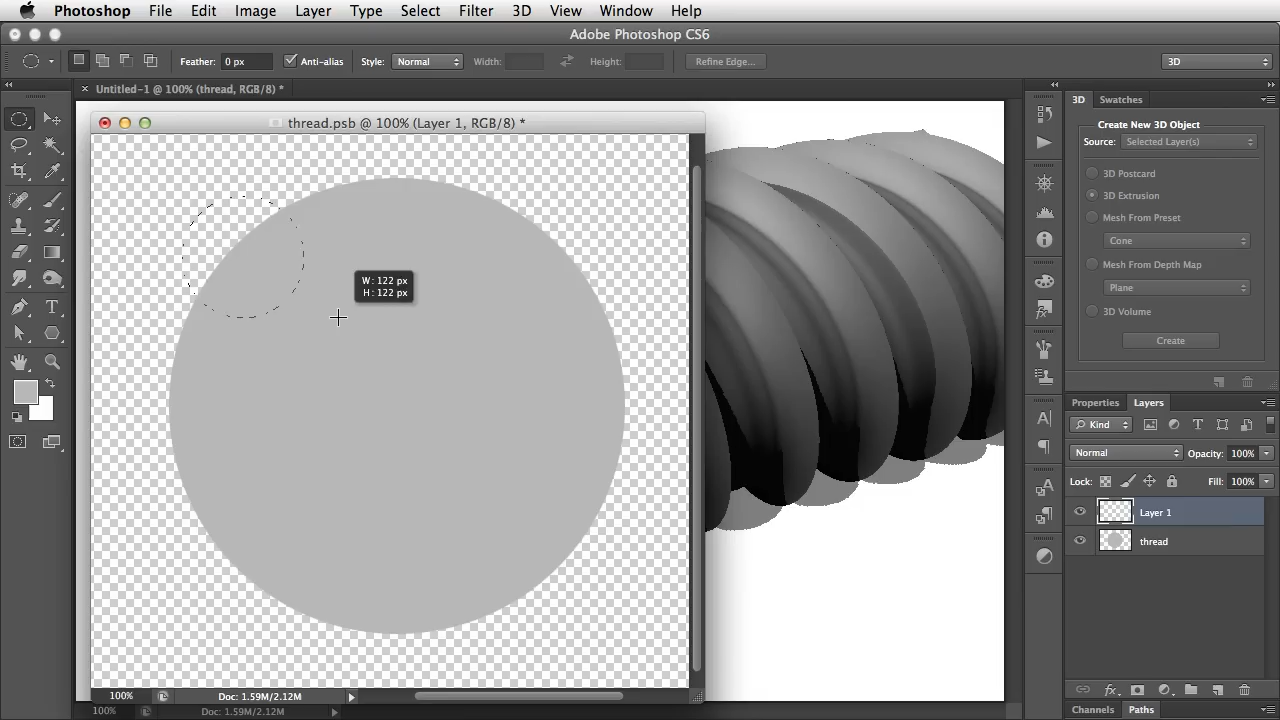 Photoshop File Edit Image Layer Type Select Filter 3D View Window Help
Adobe Photoshop CS6
Feather: 0 px Anti-alias Style: Normal Width: Height: Refine Edge... 3D
Untitled-1 @ 100% (thread, RGB/8) *
thread.psb @ 100% (Layer 1, RGB/8) *
W: 122 px
H: 122 px
100% Doc: 1.59M/2.12M
100% Doc: 1.59M/2.12M
3D Swatches
Create New 3D Object
Source: Selected Layer(s)
3D Postcard
3D Extrusion
Mesh From Preset
Cone
Mesh From Depth Map
Plane
3D Volume
Create
Properties Layers
Kind
Normal Opacity: 100%
Lock: Fill: 100%
Layer 1
thread
Channels Paths